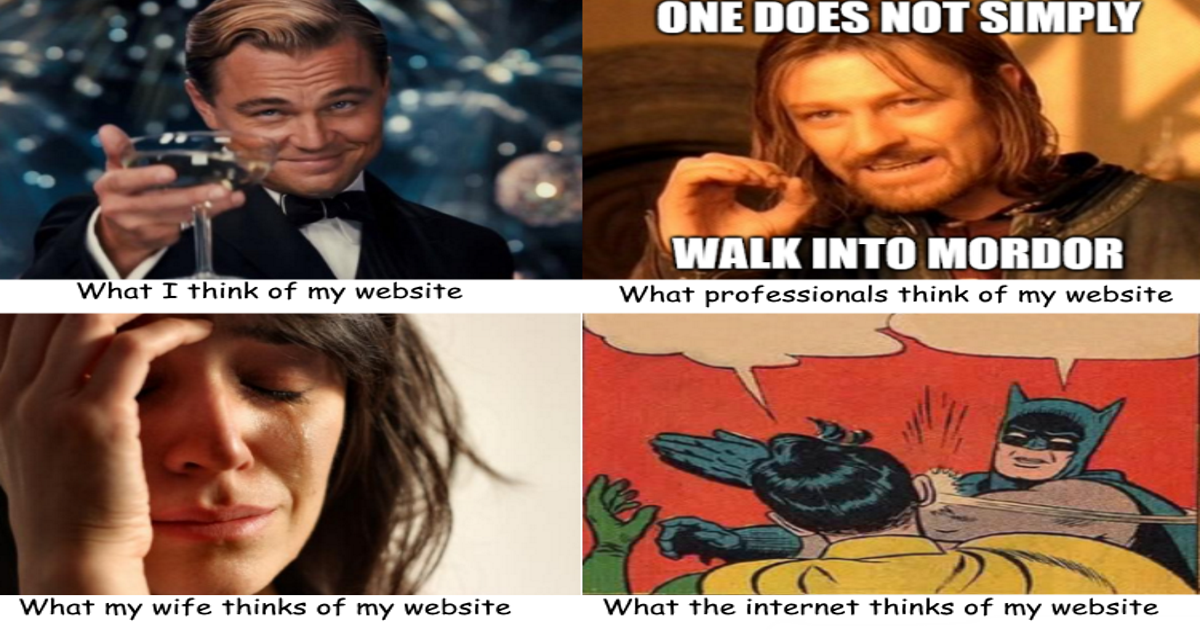 ONE DOES NOT SIMPLY
WALK INTO MORDOR
What I think of my website
What professionals think of my website
What my wife thinks of my website
What the internet thinks of my website